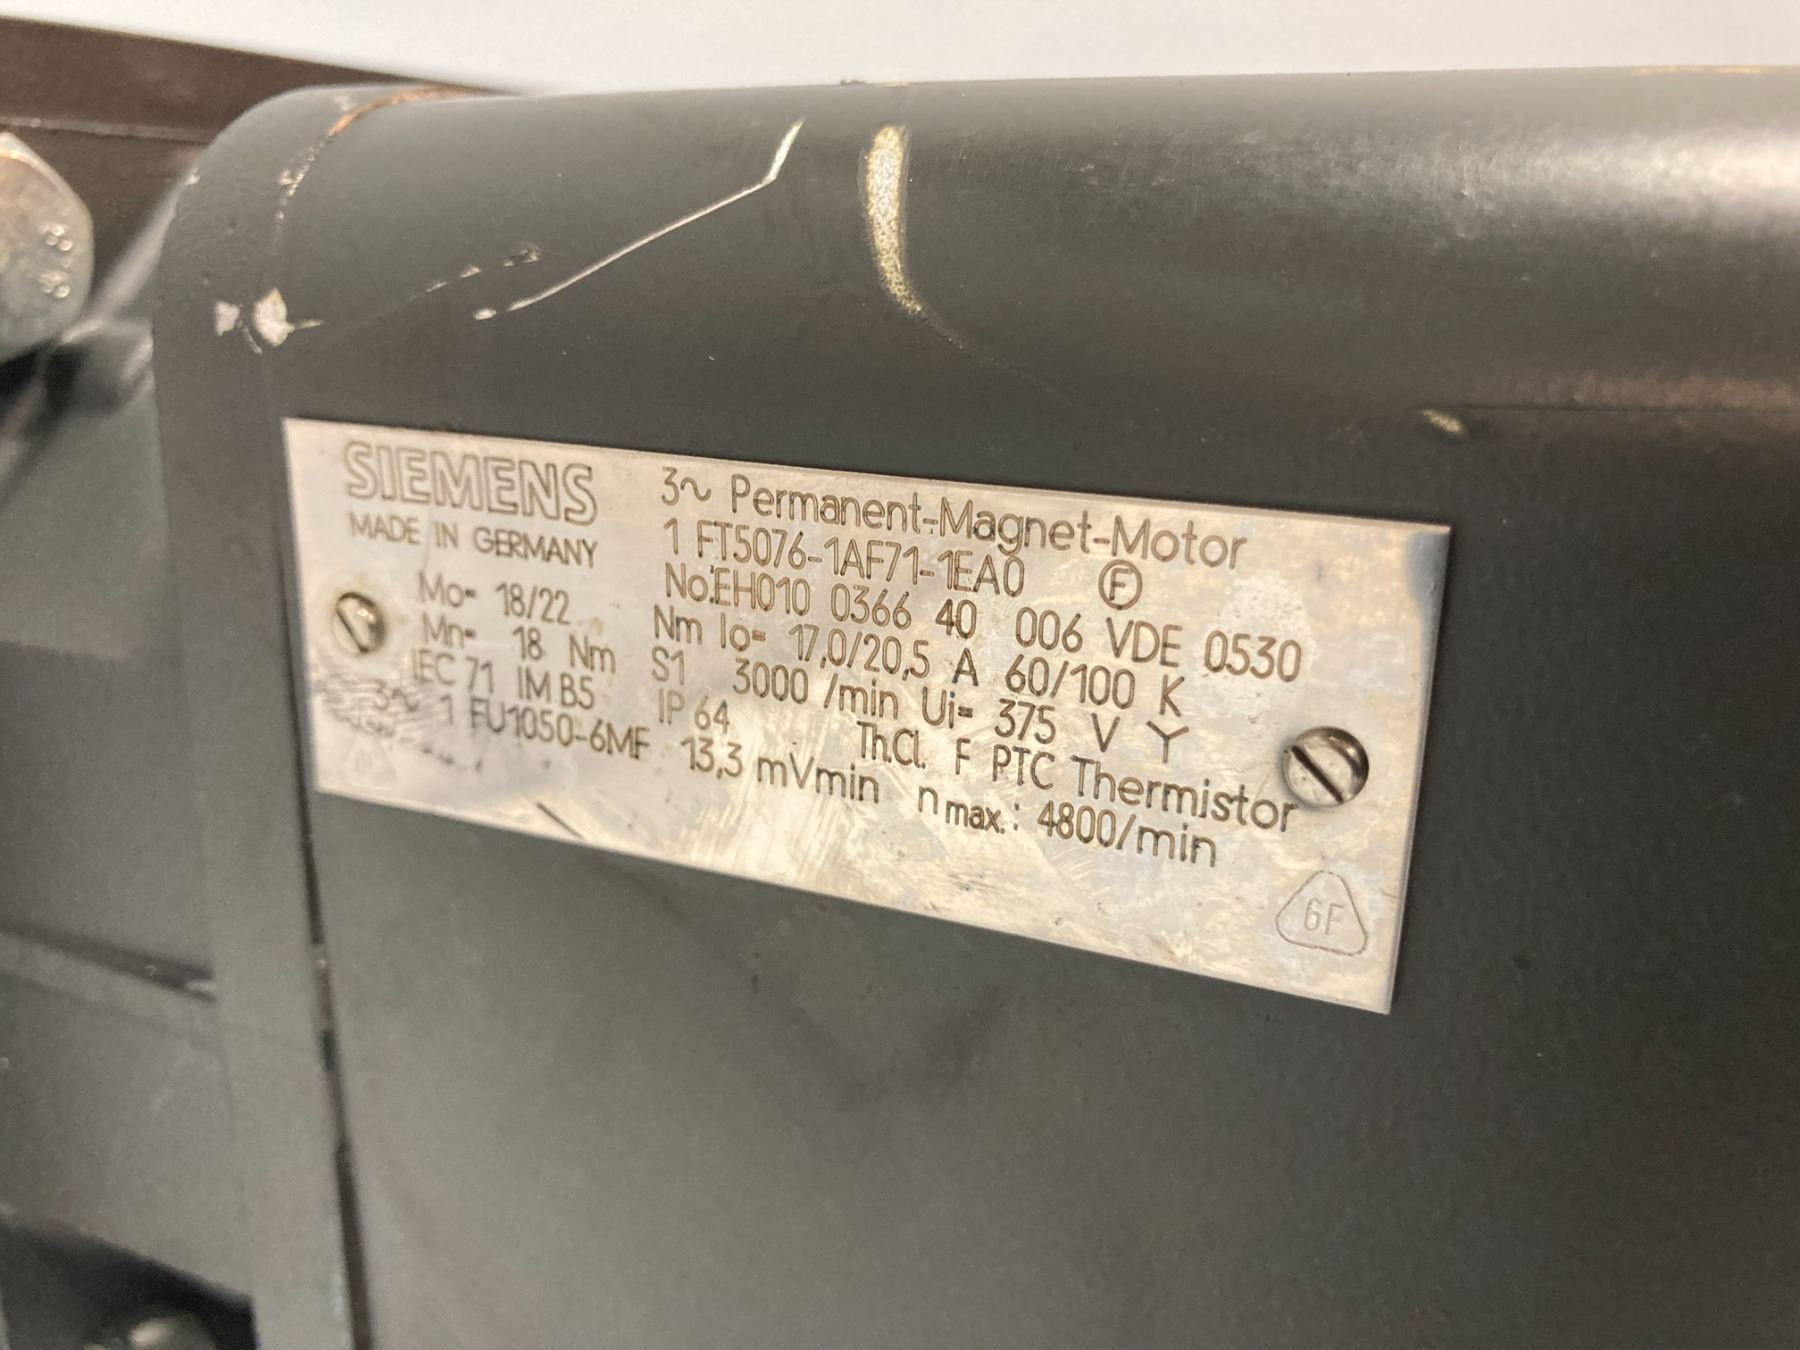 SIEMENS
MADE IN GERMANY
3~ Permanent-Magnet-Motor
1 FT5076-1AF71-1EA0 F
No.EH010 0366 40 006 VDE 0530
Mo= 18/22 Nm Io= 17,0/20,5 A 60/100 K
Mn= 18 Nm S1 3000 /min Ui= 375 V Y
IEC 71 IM B5 IP 64 Th.Cl. F PTC Thermistor
3~ 1 FU1050-6MF 13,3 mVmin nmax.: 4800/min
6F